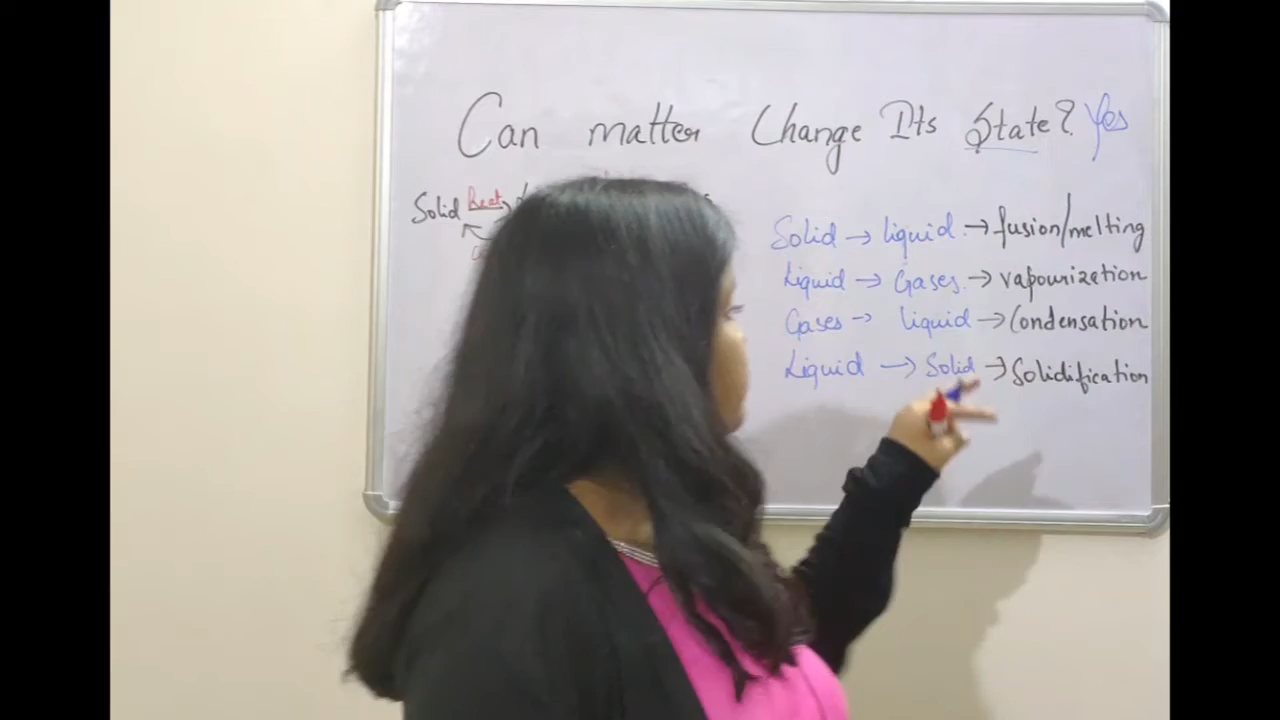 Can matter Change Its State? Yes
Solid Heat
Solid → liquid → fusion/melting
Liquid → Gases → vapourization
Gases → liquid → Condensation
Liquid → Solid → Solidification